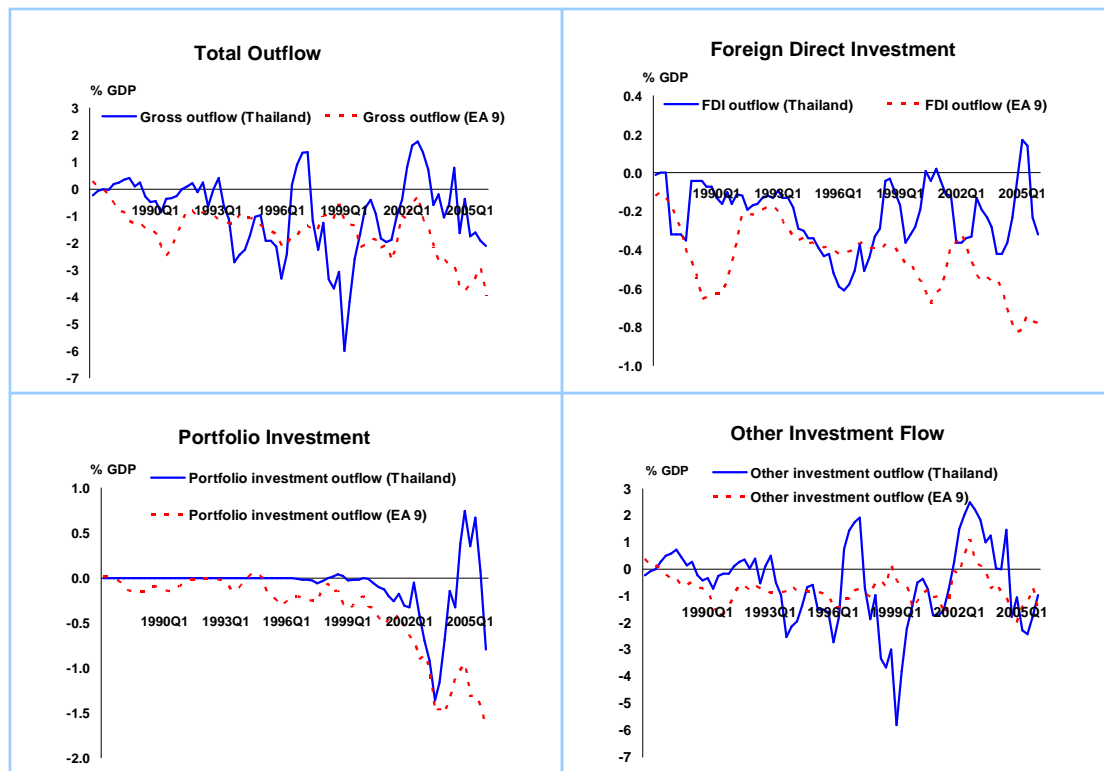 Total Outflow
% GDP
Gross outflow (Thailand) Gross outflow (EA 9)
3
2
1
0
-1
-2
-3
-4
-5
-6
-7
1990Q1 1993Q1 1996Q1 1999Q1 2002Q1 2005Q1
Foreign Direct Investment
% GDP
FDI outflow (Thailand) FDI outflow (EA 9)
0.4
0.2
0.0
-0.2
-0.4
-0.6
-0.8
-1.0
1990Q1 1993Q1 1996Q1 1999Q1 2002Q1 2005Q1
Portfolio Investment
% GDP
Portfolio investment outflow (Thailand)
Portfolio investment outflow (EA 9)
1.0
0.5
0.0
-0.5
-1.0
-1.5
-2.0
1990Q1 1993Q1 1996Q1 1999Q1 2002Q1 2005Q1
Other Investment Flow
% GDP
Other investment outflow (Thailand)
Other investment outflow (EA 9)
3
2
1
0
-1
-2
-3
-4
-5
-6
-7
1990Q1 1993Q1 1996Q1 1999Q1 2002Q1 2005Q1